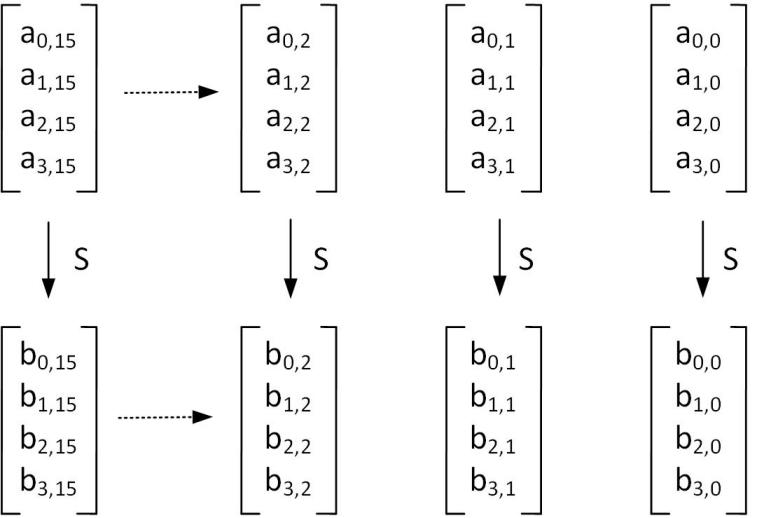 a0,15 a0,2 a0,1 a0,0
a1,15 a1,2 a1,1 a1,0
a2,15 a2,2 a2,1 a2,0
a3,15 a3,2 a3,1 a3,0
S S S S
b0,15 b0,2 b0,1 b0,0
b1,15 b1,2 b1,1 b1,0
b2,15 b2,2 b2,1 b2,0
b3,15 b3,2 b3,1 b3,0